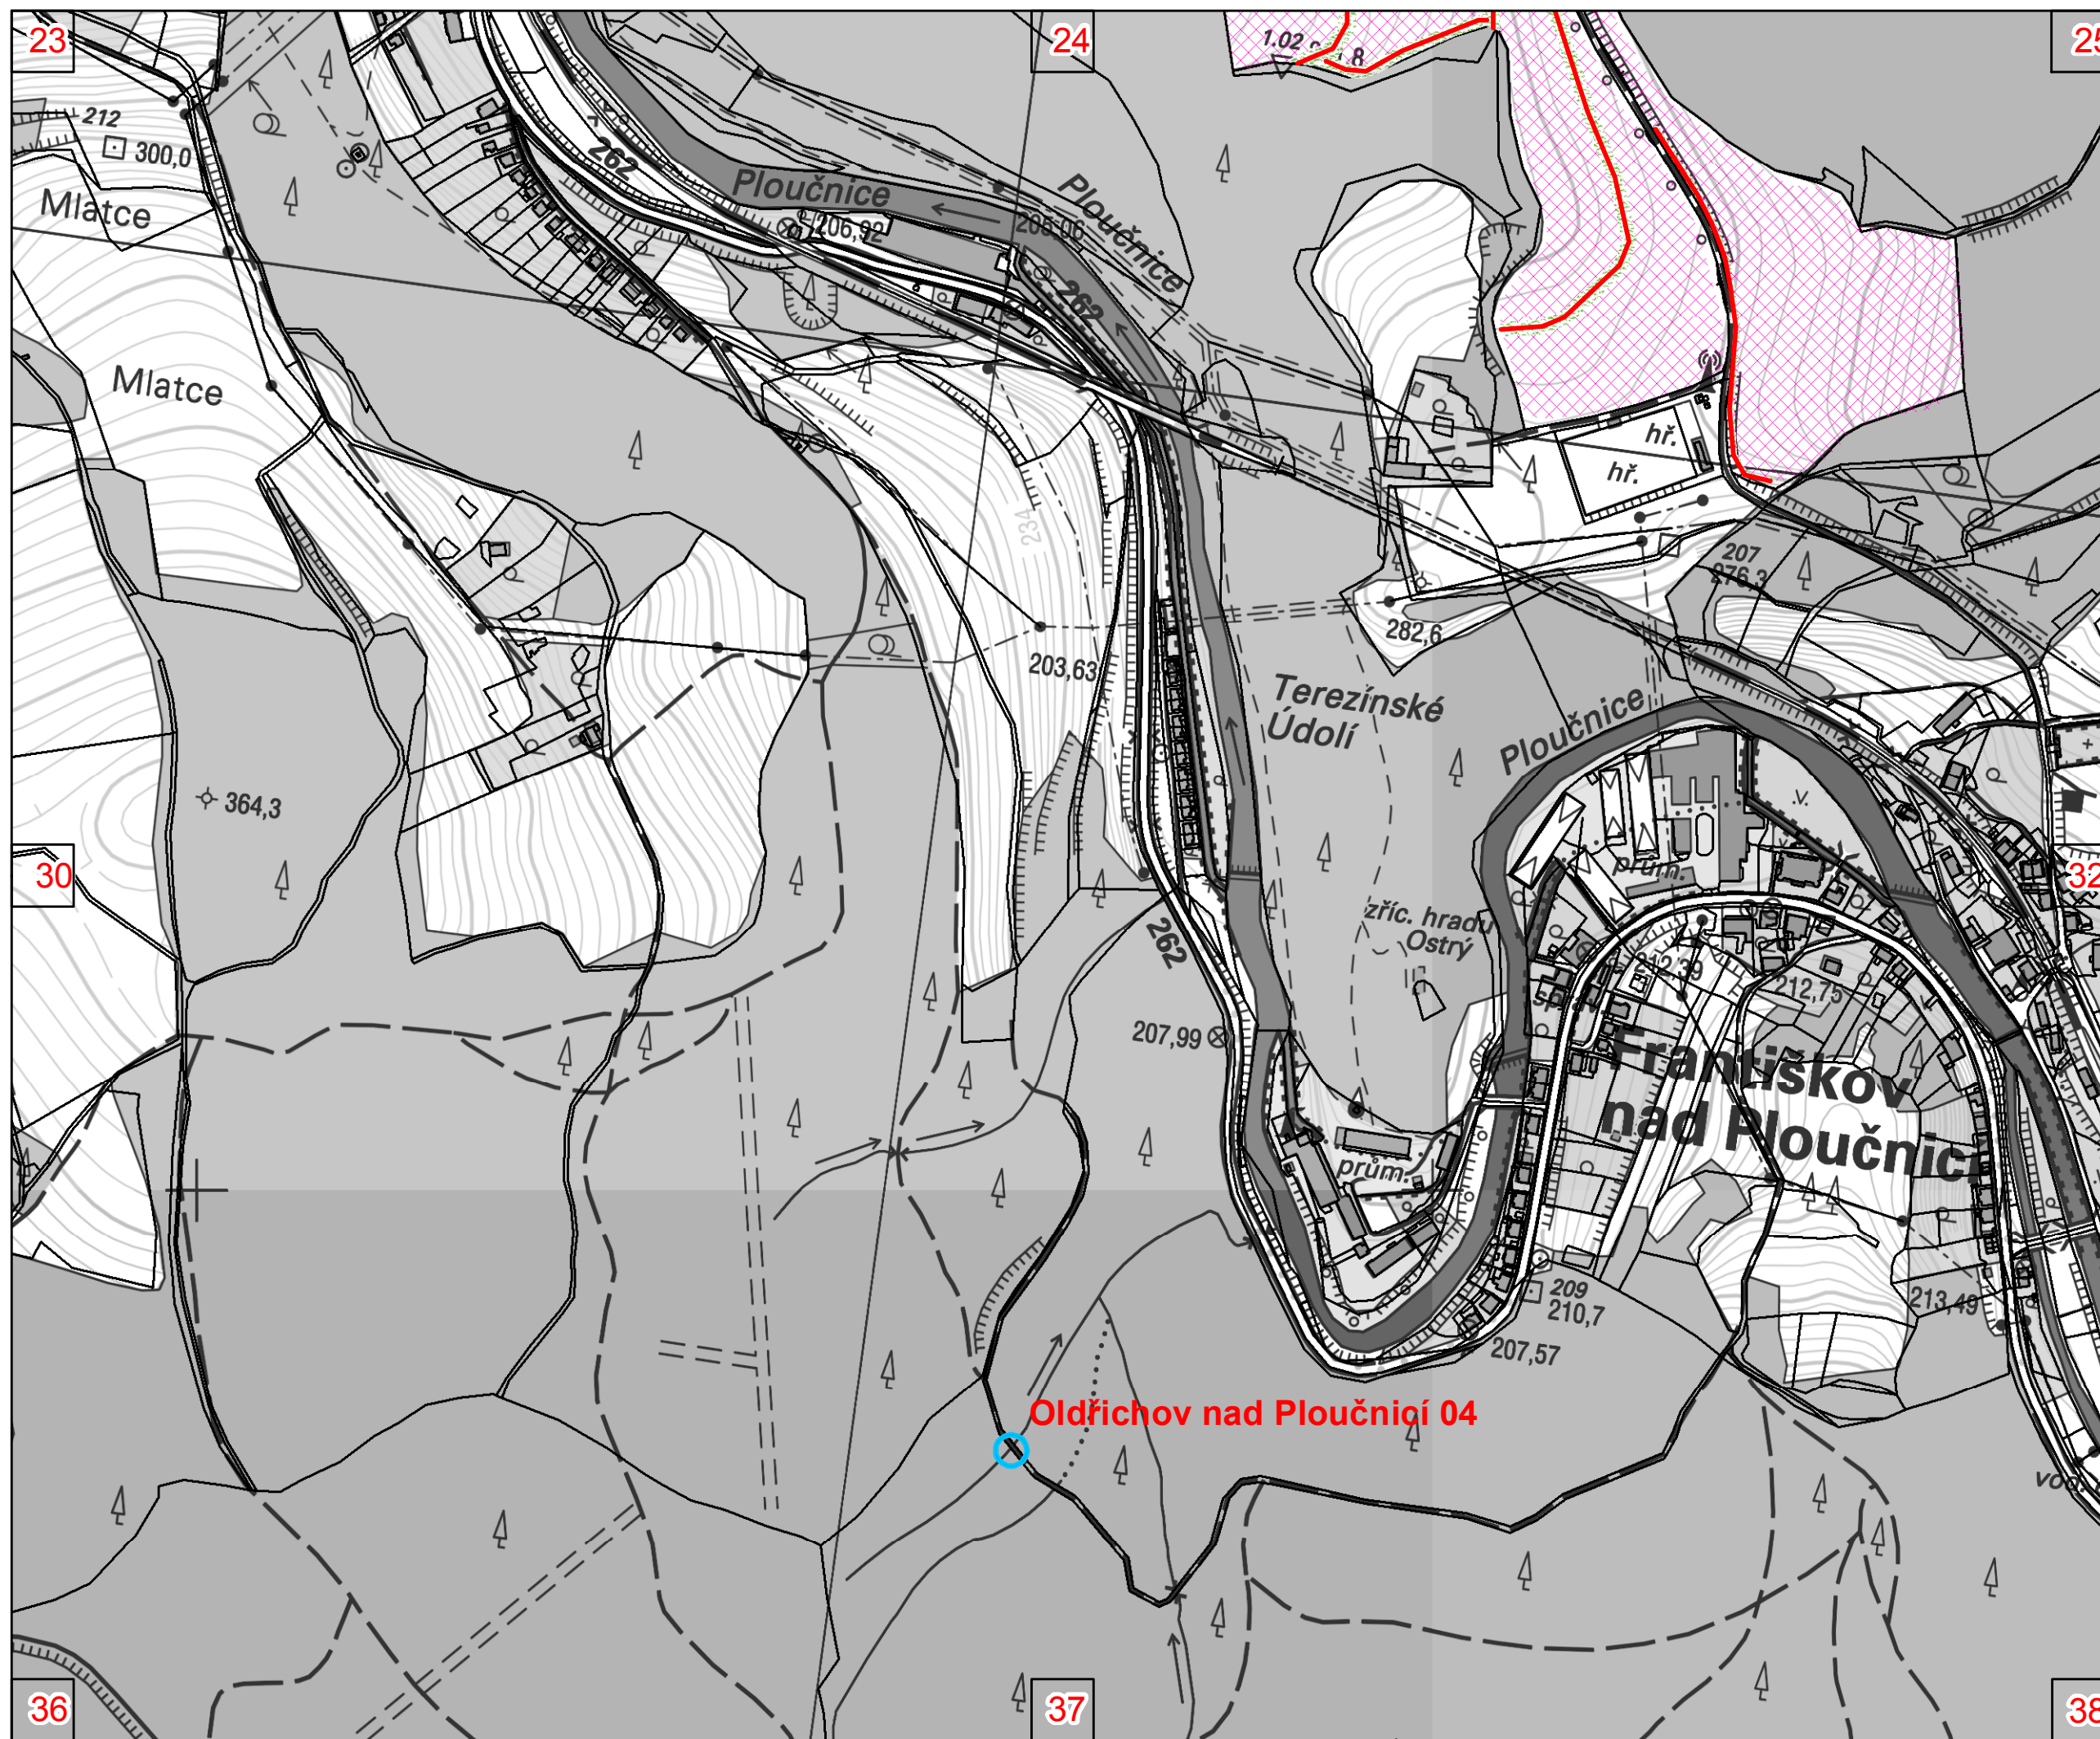 23
24
25
1.02
8
212
300,0
262
Ploučnice
Ploučnice
206,92
205,06
262
Mlatce
Mlatce
hř.
hř.
234
207
276,3
282,6
203,63
Terezínské
Údolí
Ploučnice
364,3
30
32
prům.
zříc. hradu
Ostrý
262
212,39
212,75
207,99
Františkov
nad Ploučnicí
prům.
209
210,7
213,49
207,57
Oldřichov nad Ploučnicí 04
vod.
36
37
38